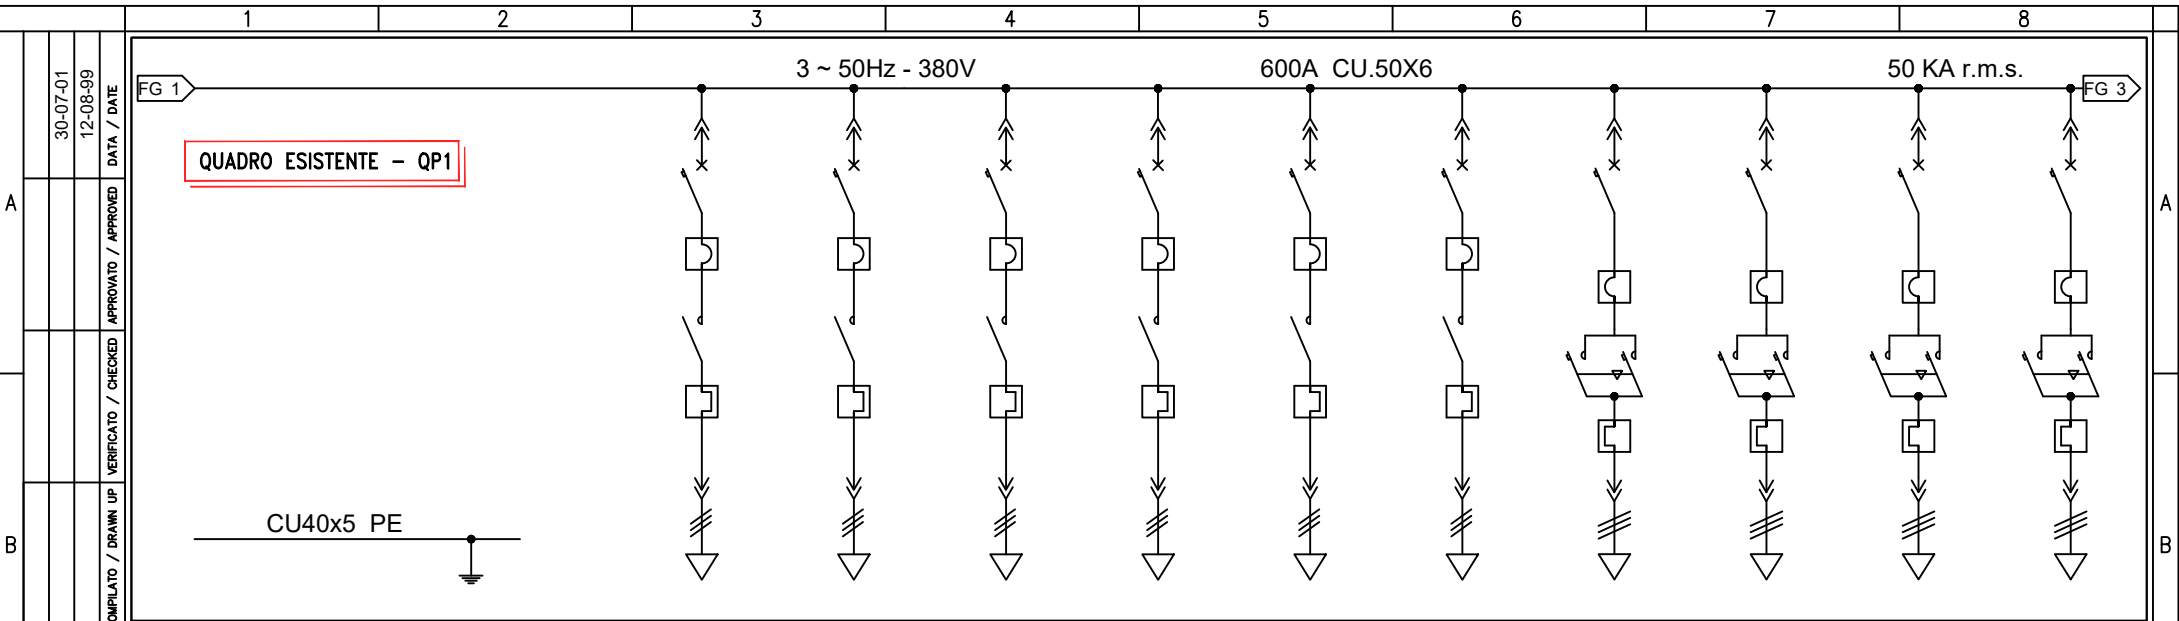 1 2 3 4 5 6 7 8
3 ~ 50Hz - 380V 600A CU.50X6 50 KA r.m.s.
FG 1 FG 3
QUADRO ESISTENTE - QP1
A A
CU40x5 PE
B B
30-07-01
12-08-99
DATA / DATE
APPROVATO / APPROVED
VERIFICATO / CHECKED
OMPILATO / DRAWN UP